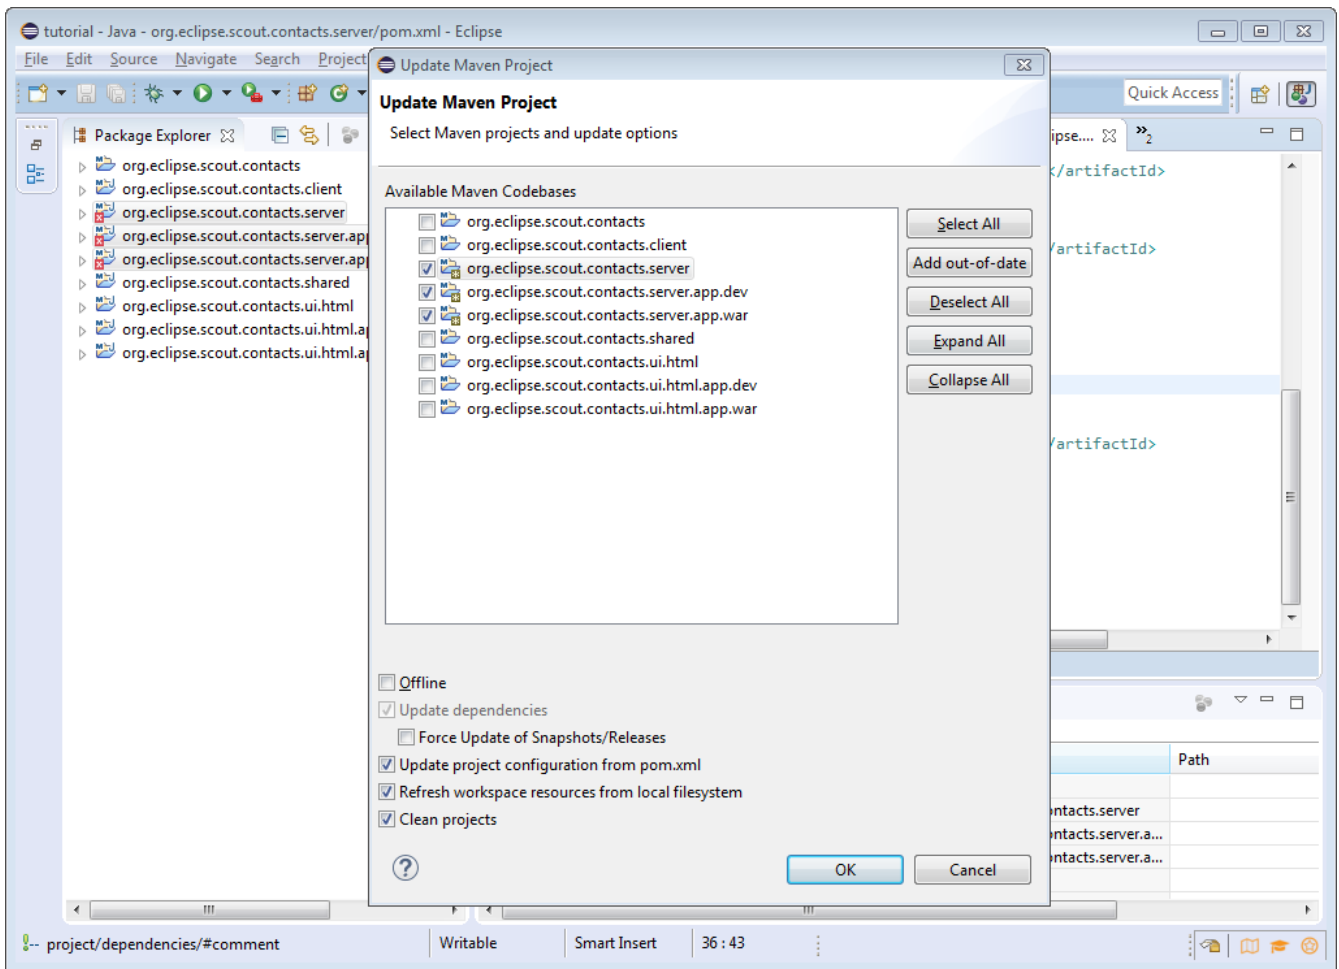 tutorial - Java - org.eclipse.scout.contacts.server/pom.xml - Eclipse
File Edit Source Navigate Search Project
Quick Access
Package Explorer
org.eclipse.scout.contacts
org.eclipse.scout.contacts.client
org.eclipse.scout.contacts.server
org.eclipse.scout.contacts.server.app
org.eclipse.scout.contacts.server.app
org.eclipse.scout.contacts.shared
org.eclipse.scout.contacts.ui.html
org.eclipse.scout.contacts.ui.html.a
org.eclipse.scout.contacts.ui.html.a
Update Maven Project
Update Maven Project
Select Maven projects and update options
Available Maven Codebases
org.eclipse.scout.contacts
org.eclipse.scout.contacts.client
org.eclipse.scout.contacts.server
org.eclipse.scout.contacts.server.app.dev
org.eclipse.scout.contacts.server.app.war
org.eclipse.scout.contacts.shared
org.eclipse.scout.contacts.ui.html
org.eclipse.scout.contacts.ui.html.app.dev
org.eclipse.scout.contacts.ui.html.app.war
Select All
Add out-of-date
Deselect All
Expand All
Collapse All
Offline
Update dependencies
Force Update of Snapshots/Releases
Update project configuration from pom.xml
Refresh workspace resources from local filesystem
Clean projects
OK Cancel
ipse.... »2
</artifactId>
/artifactId>
/artifactId>
Path
ntacts.server
ntacts.server.a...
ntacts.server.a...
project/dependencies/#comment Writable Smart Insert 36 : 43